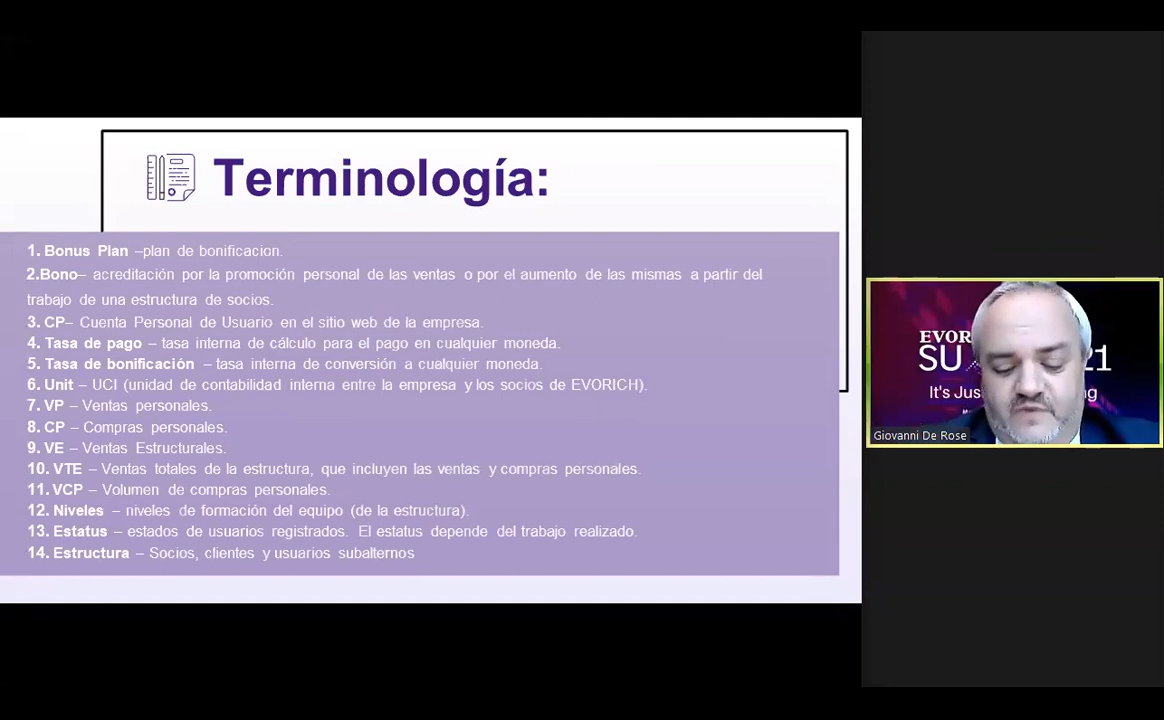 Terminología:
1. Bonus Plan –plan de bonificacion.
2.Bono– acreditación por la promoción personal de las ventas o por el aumento de las mismas a partir del
trabajo de una estructura de socios.
3. CP– Cuenta Personal de Usuario en el sitio web de la empresa.
4. Tasa de pago – tasa interna de cálculo para el pago en cualquier moneda.
5. Tasa de bonificación – tasa interna de conversión a cualquier moneda.
6. Unit – UCI (unidad de contabilidad interna entre la empresa y los socios de EVORICH).
7. VP – Ventas personales.
8. CP – Compras personales.
9. VE – Ventas Estructurales.
10. VTE – Ventas totales de la estructura, que incluyen las ventas y compras personales.
11. VCP – Volumen de compras personales.
12. Niveles – niveles de formación del equipo (de la estructura).
13. Estatus – estados de usuarios registrados. El estatus depende del trabajo realizado.
14. Estructura – Socios, clientes y usuarios subalternos
EVOR
SU 21
It's Jus ng
Giovanni De Rose